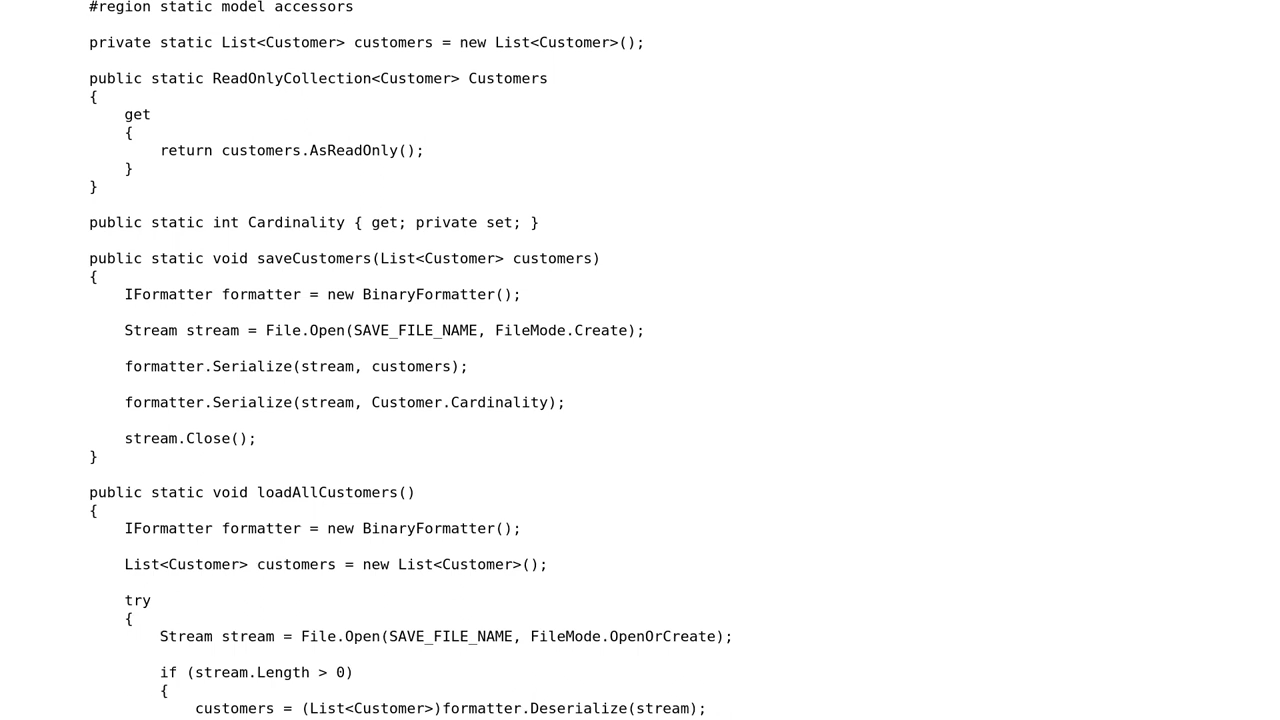 #region static model accessors
private static List<Customer> customers = new List<Customer>();
public static ReadOnlyCollection<Customer> Customers
{
get
{
return customers.AsReadOnly();
}
}
public static int Cardinality { get; private set; }
public static void saveCustomers(List<Customer> customers)
{
IFormatter formatter = new BinaryFormatter();
Stream stream = File.Open(SAVE_FILE_NAME, FileMode.Create);
formatter.Serialize(stream, customers);
formatter.Serialize(stream, Customer.Cardinality);
stream.Close();
}
public static void loadAllCustomers()
{
IFormatter formatter = new BinaryFormatter();
List<Customer> customers = new List<Customer>();
try
{
Stream stream = File.Open(SAVE_FILE_NAME, FileMode.OpenOrCreate);
if (stream.Length > 0)
{
customers = (List<Customer>)formatter.Deserialize(stream);